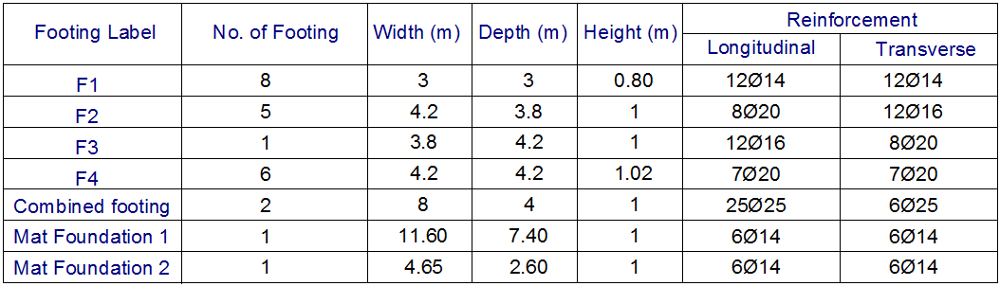 Footing Label No. of Footing Width (m) Depth (m) Height (m) Reinforcement
Longitudinal Transverse
F1 8 3 3 0.80 12Ø14 12Ø14
F2 5 4.2 3.8 1 8Ø20 12Ø16
F3 1 3.8 4.2 1 12Ø16 8Ø20
F4 6 4.2 4.2 1.02 7Ø20 7Ø20
Combined footing 2 8 4 1 25Ø25 6Ø25
Mat Foundation 1 1 11.60 7.40 1 6Ø14 6Ø14
Mat Foundation 2 1 4.65 2.60 1 6Ø14 6Ø14